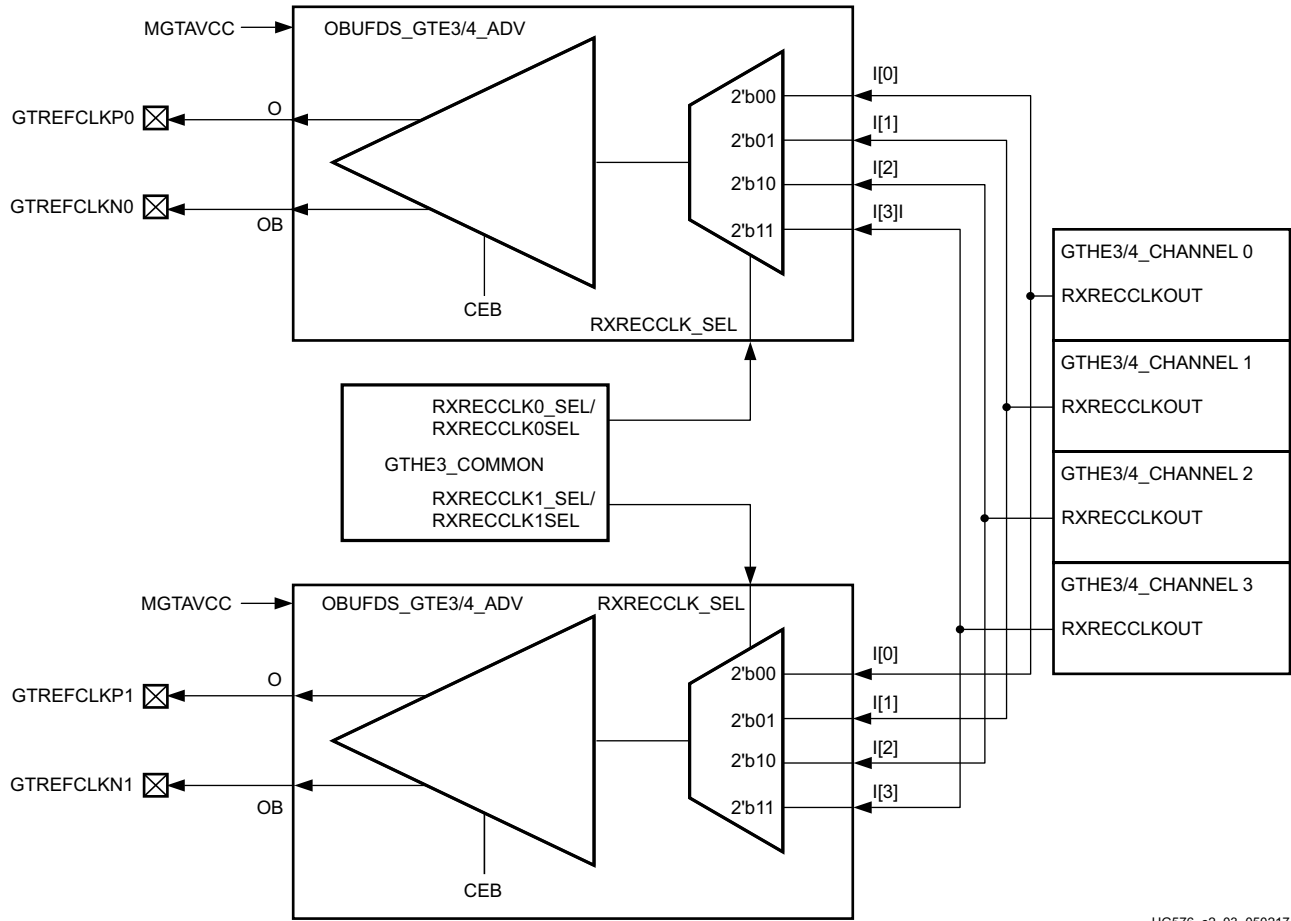 MGTAVCC
OBUFDS_GTE3/4_ADV
I[0]
2'b00
GTREFCLKP0
O
I[1]
2'b01
I[2]
2'b10
GTREFCLKN0
OB
I[3]I
2'b11
CEB
RXRECCLK_SEL
GTHE3/4_CHANNEL 0
RXRECCLKOUT
GTHE3/4_CHANNEL 1
RXRECCLKOUT
GTHE3/4_CHANNEL 2
RXRECCLKOUT
GTHE3/4_CHANNEL 3
RXRECCLKOUT
RXRECCLK0_SEL/
RXRECCLK0SEL
GTHE3_COMMON
RXRECCLK1_SEL/
RXRECCLK1SEL
MGTAVCC
OBUFDS_GTE3/4_ADV
RXRECCLK_SEL
I[0]
2'b00
GTREFCLKP1
O
I[1]
2'b01
I[2]
2'b10
GTREFCLKN1
OB
I[3]
2'b11
CEB